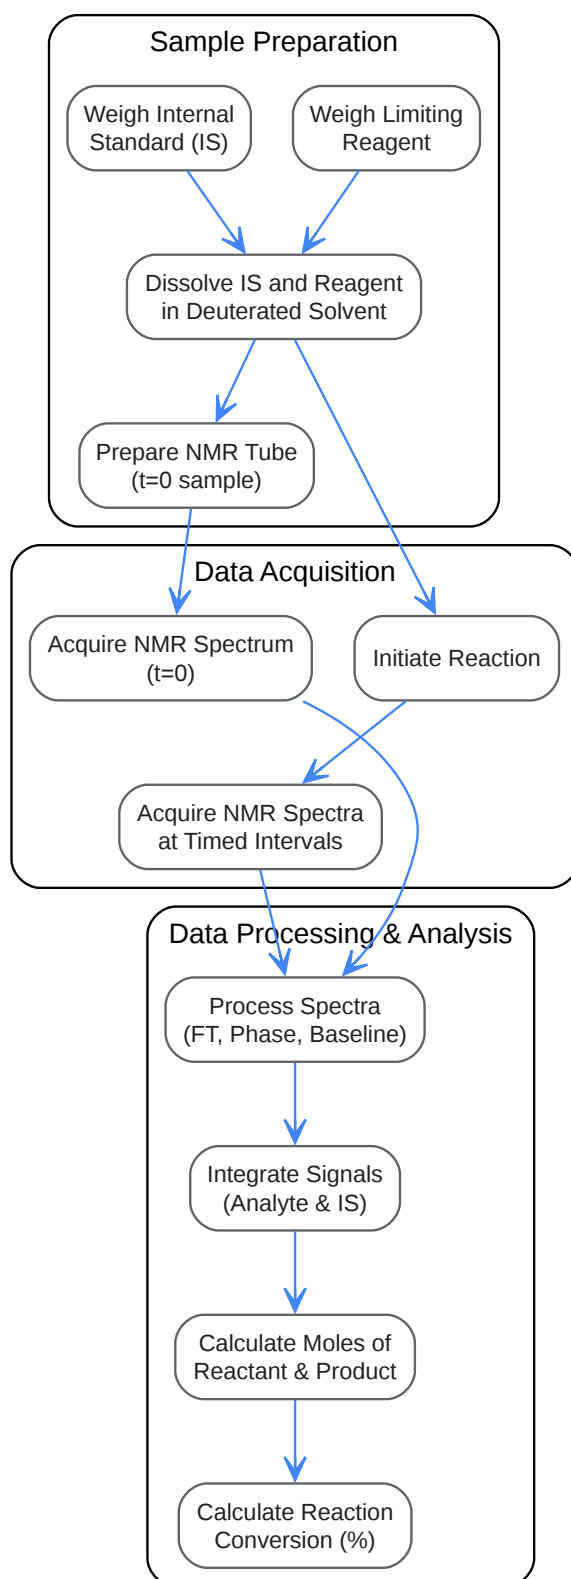 Sample Preparation
Weigh Internal
Standard (IS)
Weigh Limiting
Reagent
Dissolve IS and Reagent
in Deuterated Solvent
Prepare NMR Tube
(t=0 sample)
Data Acquisition
Acquire NMR Spectrum
(t=0)
Initiate Reaction
Acquire NMR Spectra
at Timed Intervals
Data Processing & Analysis
Process Spectra
(FT, Phase, Baseline)
Integrate Signals
(Analyte & IS)
Calculate Moles of
Reactant & Product
Calculate Reaction
Conversion (%)